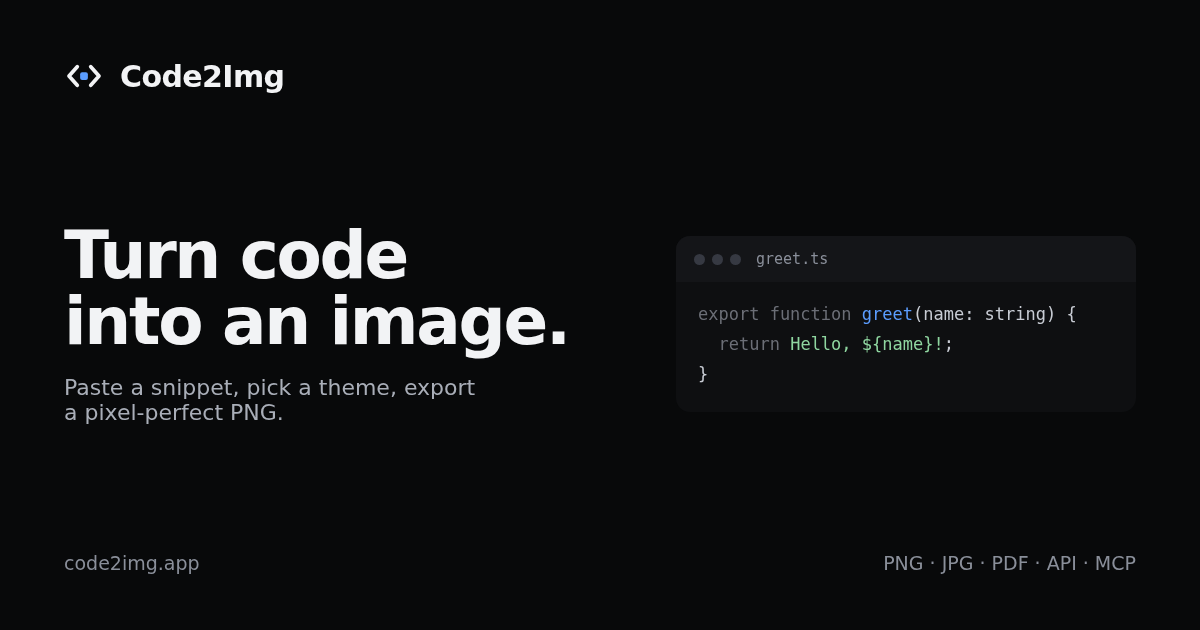 Code2Img
Turn code
into an image.
Paste a snippet, pick a theme, export
a pixel-perfect PNG.
greet.ts
export function greet(name: string) {
  return Hello, ${name}!;
}
code2img.app
PNG · JPG · PDF · API · MCP